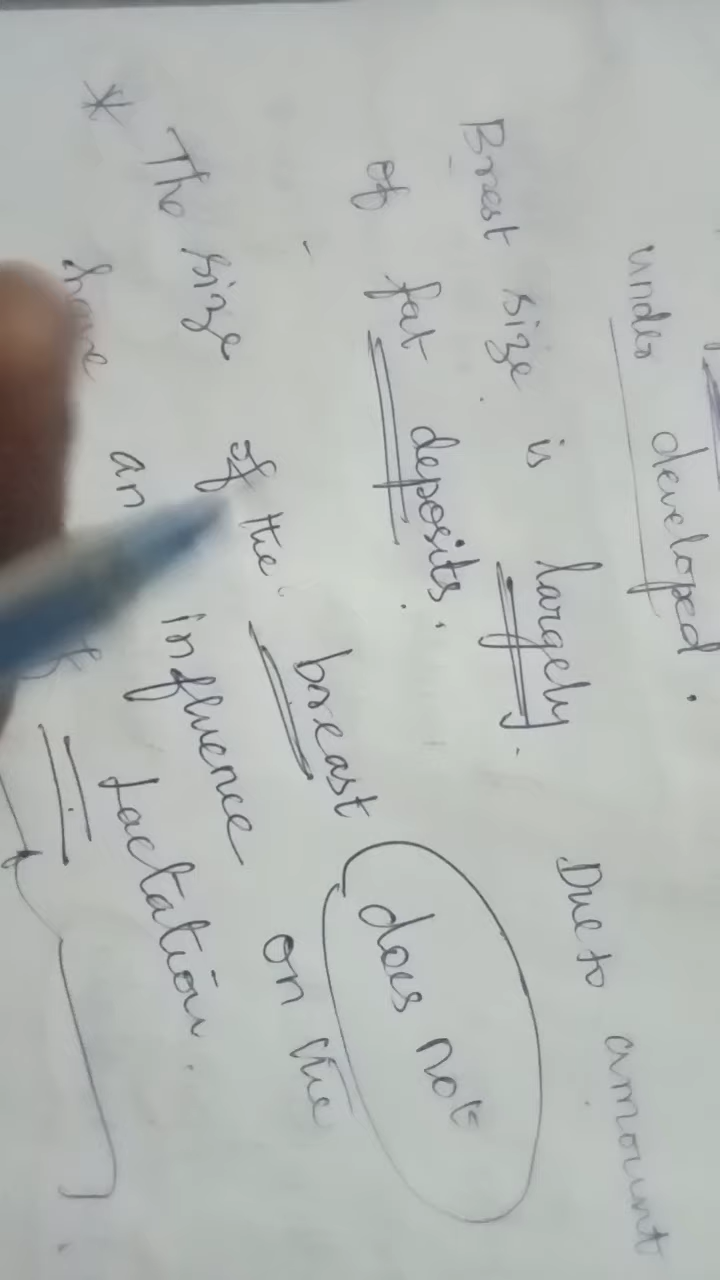 under developed.
Breast size is largely. Due to amount
of fat deposits.
* The size of the breast does not
have an influence on the
Lactation.